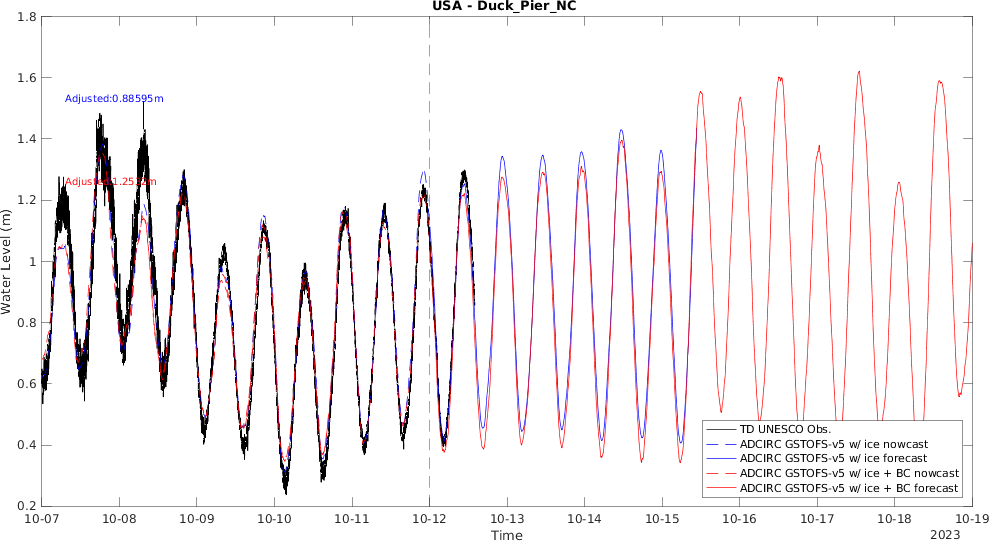 USA - Duck_Pier_NC
1.8
1.6
1.4
1.2
1
0.8
0.6
0.4
0.2
Water Level (m)
Adjusted:0.88595m
TD UNESCO Obs.
ADCIRC GSTOFS-v5 w/ ice nowcast
ADCIRC GSTOFS-v5 w/ ice forecast
ADCIRC GSTOFS-v5 w/ ice + BC nowcast
ADCIRC GSTOFS-v5 w/ ice + BC forecast
10-07 10-08 10-09 10-10 10-11 10-12 10-13 10-14 10-15 10-16 10-17 10-18 10-19
Time
2023